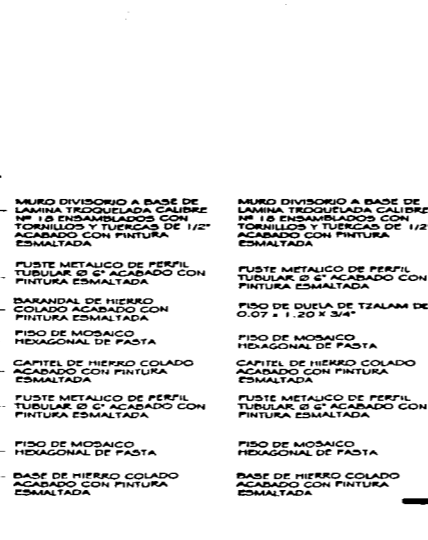 MURO DIVISORIO A BASE DE
LAMINA TROQUELADA CALIBRE
Nº 18 ENSAMBLADOS CON
TORNILLOS Y TUERCAS DE 1/2"
ACABADO CON PINTURA
ESMALTADA
FUSTE METALICO DE PERFIL
TUBULAR Ø 6" ACABADO CON
PINTURA ESMALTADA
BARANDAL DE HIERRO
COLADO ACABADO CON
PINTURA ESMALTADA
PISO DE MOSAICO
HEXAGONAL DE PASTA
CAPITEL DE HIERRO COLADO
ACABADO CON PINTURA
ESMALTADA
FUSTE METALICO DE PERFIL
TUBULAR Ø 6" ACABADO CON
PINTURA ESMALTADA
PISO DE MOSAICO
HEXAGONAL DE PASTA
BASE DE HIERRO COLADO
ACABADO CON PINTURA
ESMALTADA
MURO DIVISORIO A BASE DE
LAMINA TROQUELADA CALIBRE
Nº 18 ENSAMBLADOS CON
TORNILLOS Y TUERCAS DE 1/2"
ACABADO CON PINTURA
ESMALTADA
FUSTE METALICO DE PERFIL
TUBULAR Ø 6" ACABADO CON
PINTURA ESMALTADA
PISO DE DUELA DE TZALAM DE
0.07 x 1.20 X 3/4"
PISO DE MOSAICO
HEXAGONAL DE PASTA
CAPITEL DE HIERRO COLADO
ACABADO CON PINTURA
ESMALTADA
FUSTE METALICO DE PERFIL
TUBULAR Ø 6" ACABADO CON
PINTURA ESMALTADA
PISO DE MOSAICO
HEXAGONAL DE PASTA
BASE DE HIERRO COLADO
ACABADO CON PINTURA
ESMALTADA